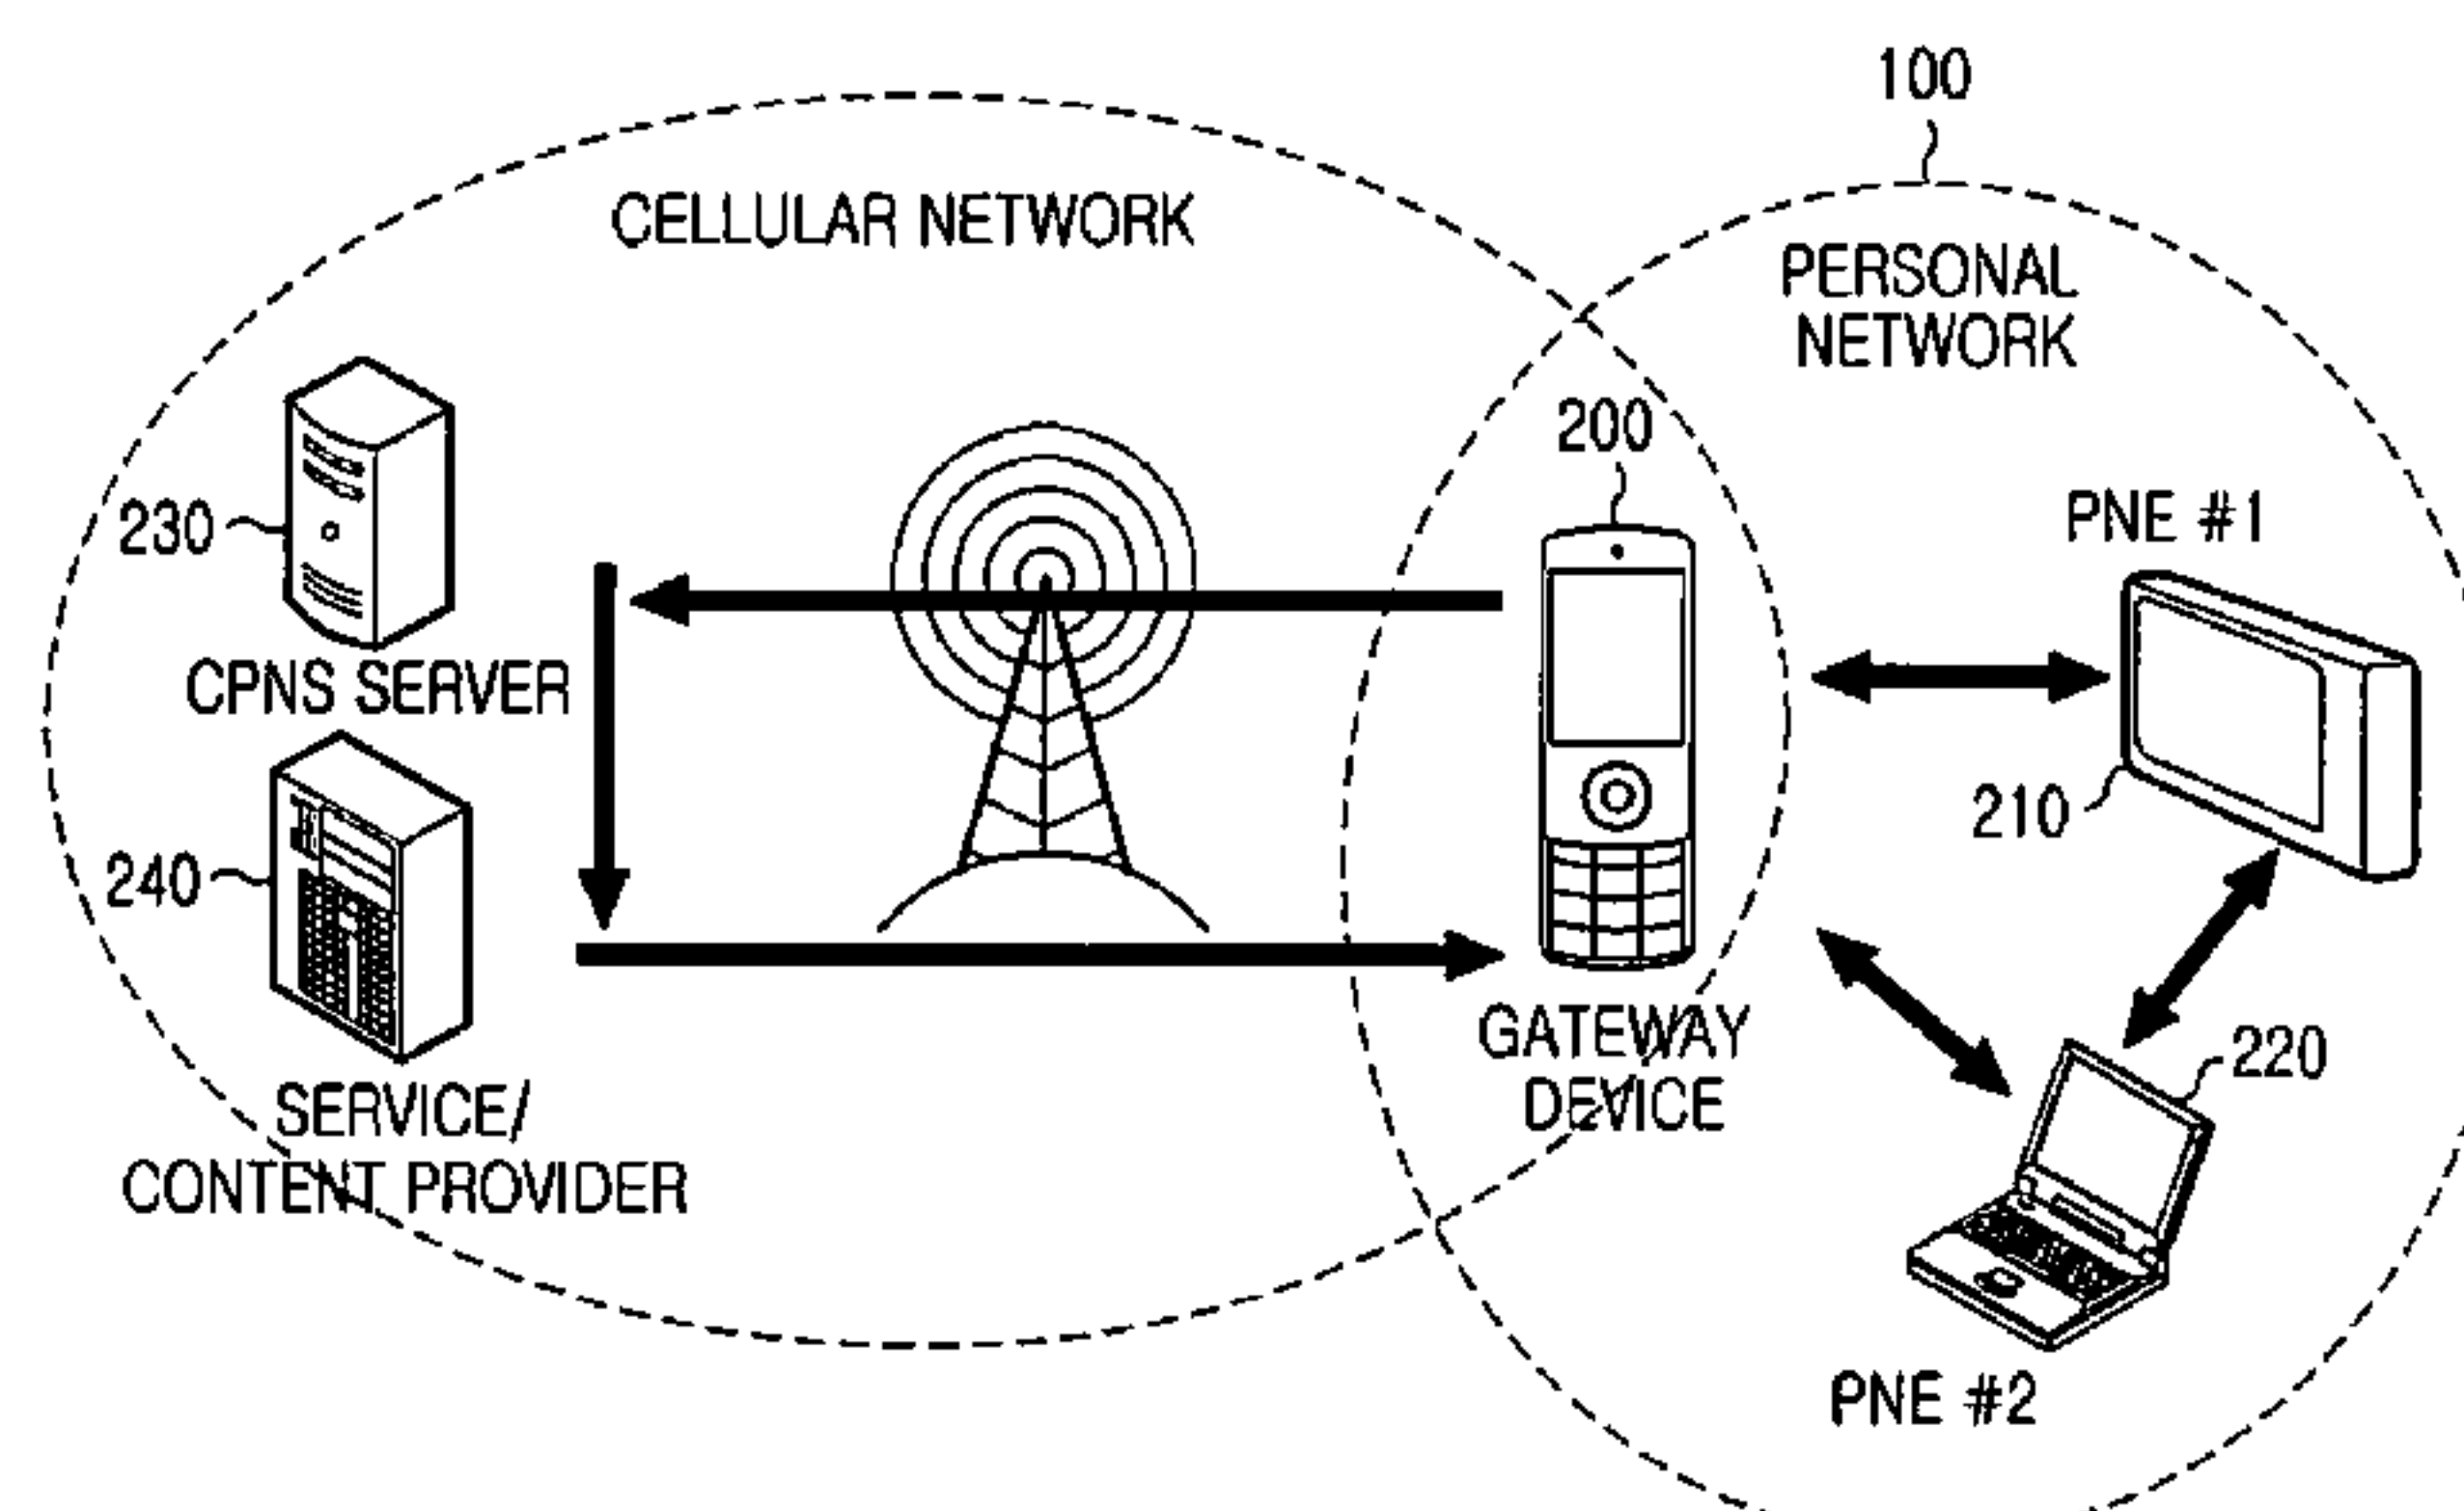 100
CELLULAR NETWORK
PERSONAL
NETWORK
200
PNE #1
230
CPNS SERVER
210
240
GATEWAY
DEVICE
220
SERVICE/
CONTENT PROVIDER
PNE #2